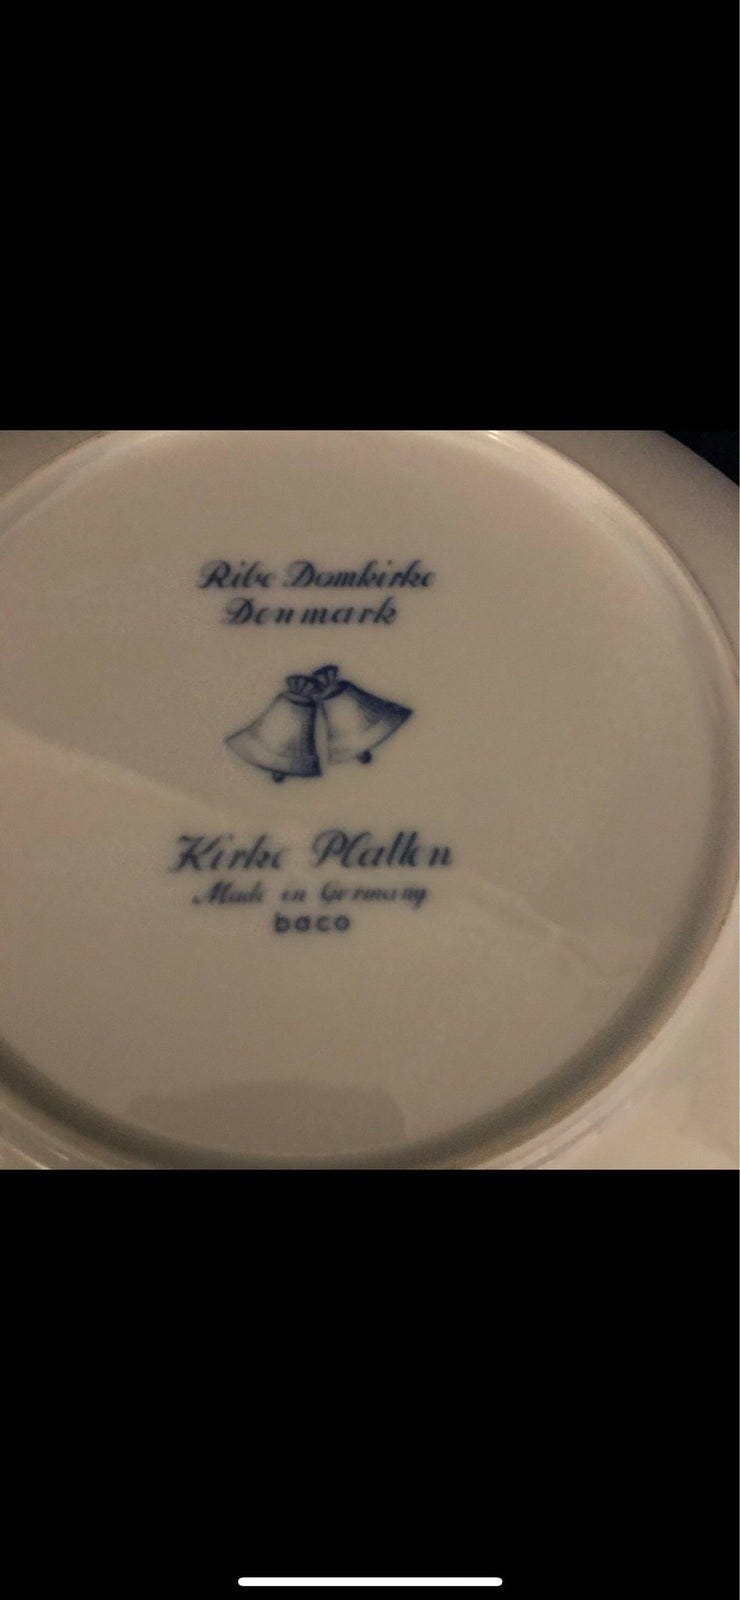 Ribe Domkirke
Denmark
Kirke Platten
Made in Germany
baco